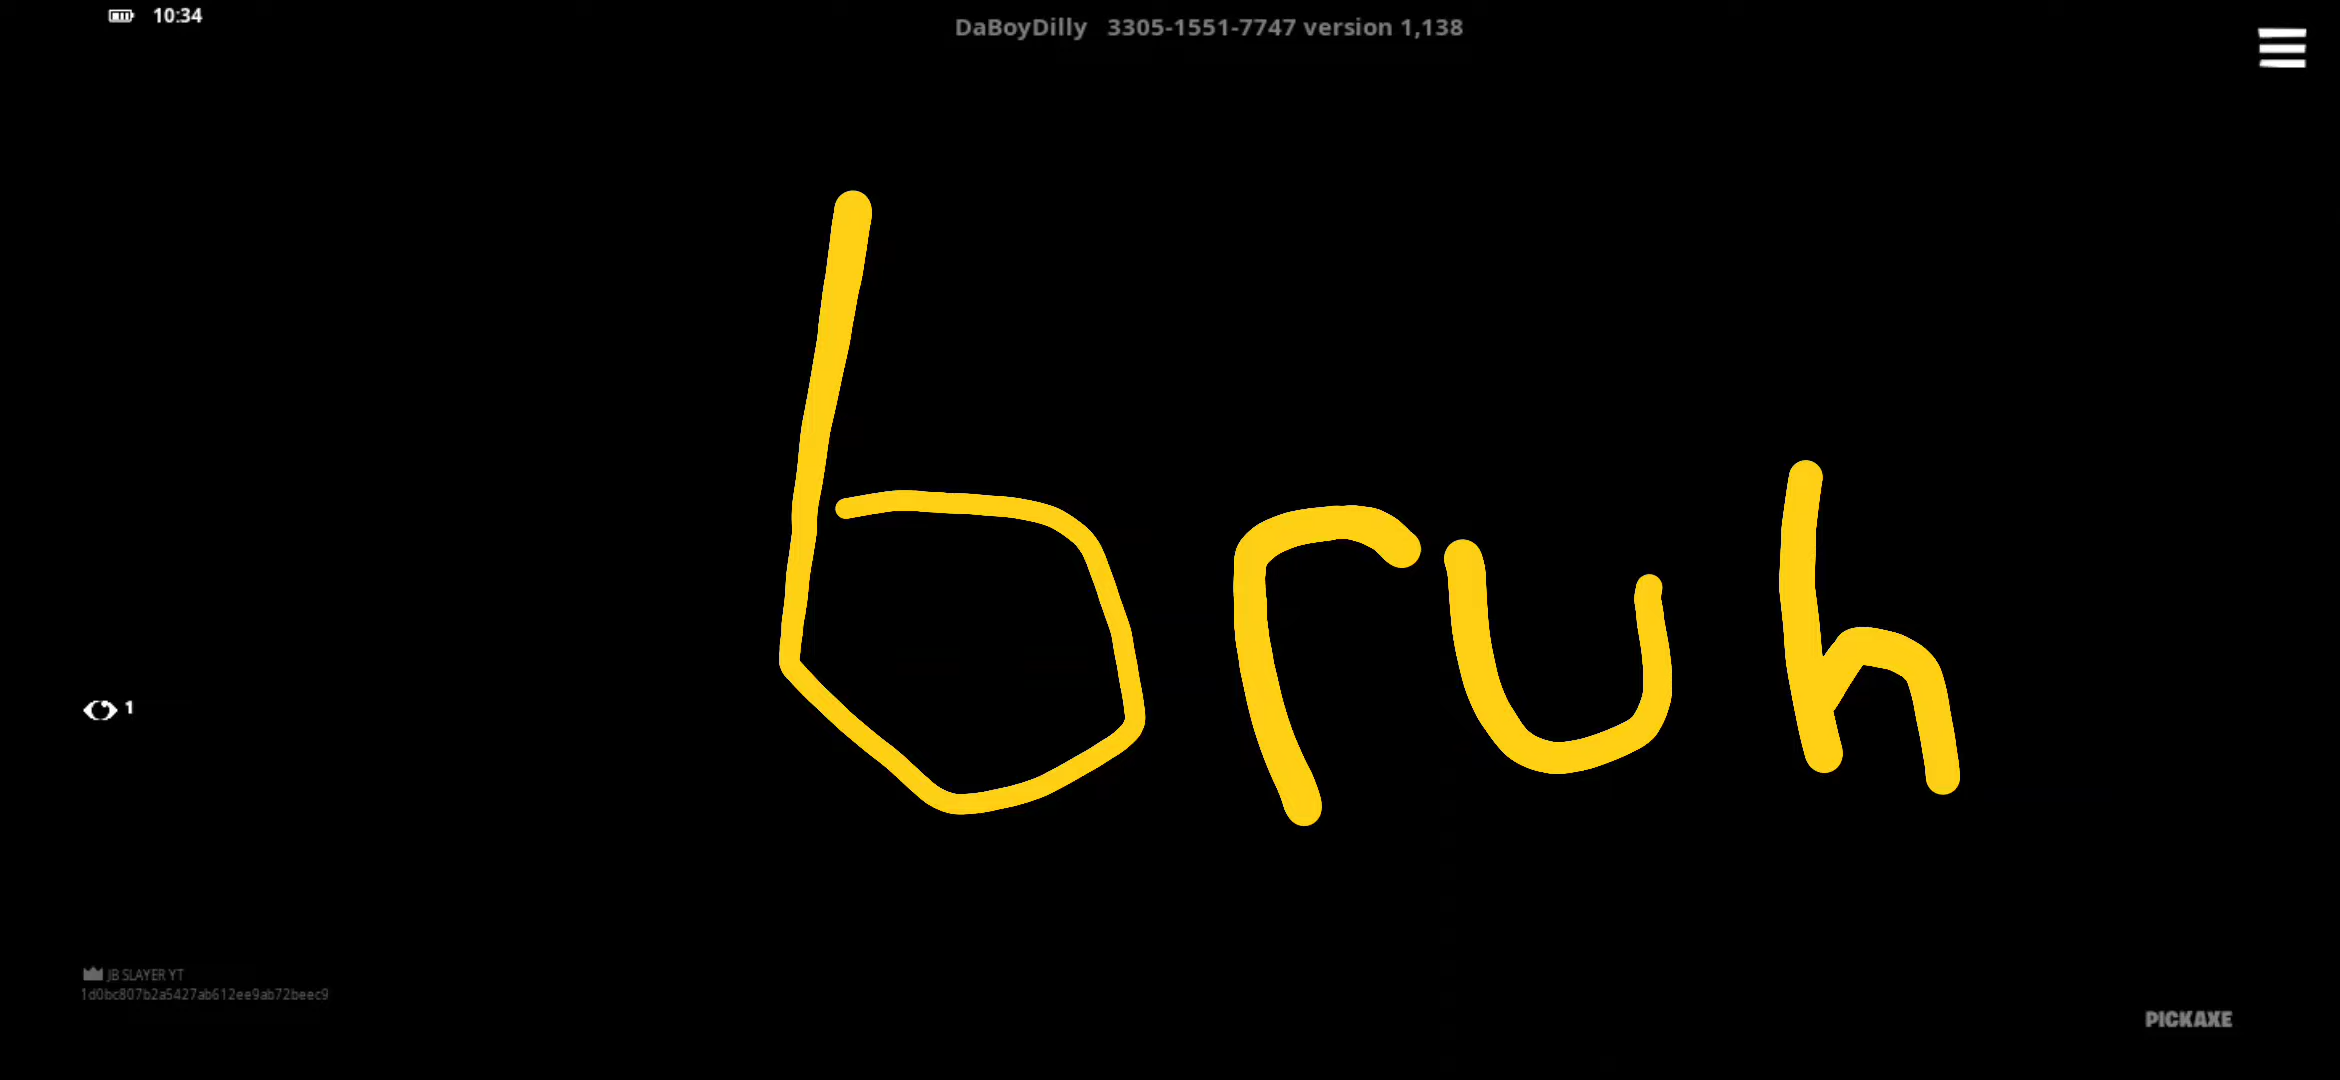 10:34
DaBoyDilly 3305-1551-7747 version 1,138
bruh
1
JB SLAYER YT
1d0bc807b2a5427ab612ee9ab72beec9
PICKAXE